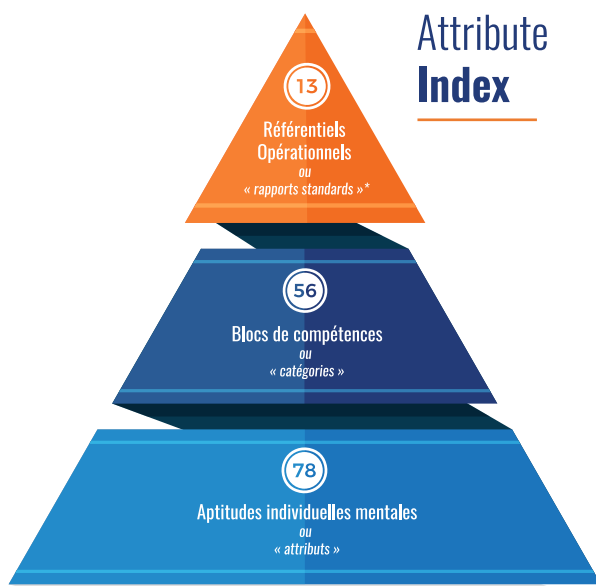 Attribute
Index
13
Référentiels
Opérationnels
ou
« rapports standards »*
56
Blocs de compétences
ou
« catégories »
78
Aptitudes individuelles mentales
ou
« attributs »